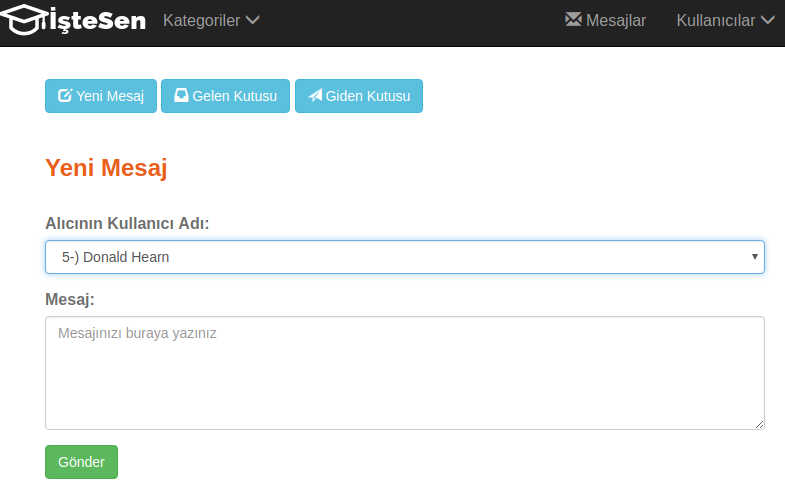 İşteSen Kategoriler Mesajlar Kullanıcılar
Yeni Mesaj Gelen Kutusu Giden Kutusu
Yeni Mesaj
Alıcının Kullanıcı Adı:
5-) Donald Hearn
Mesaj:
Mesajınızı buraya yazınız
Gönder